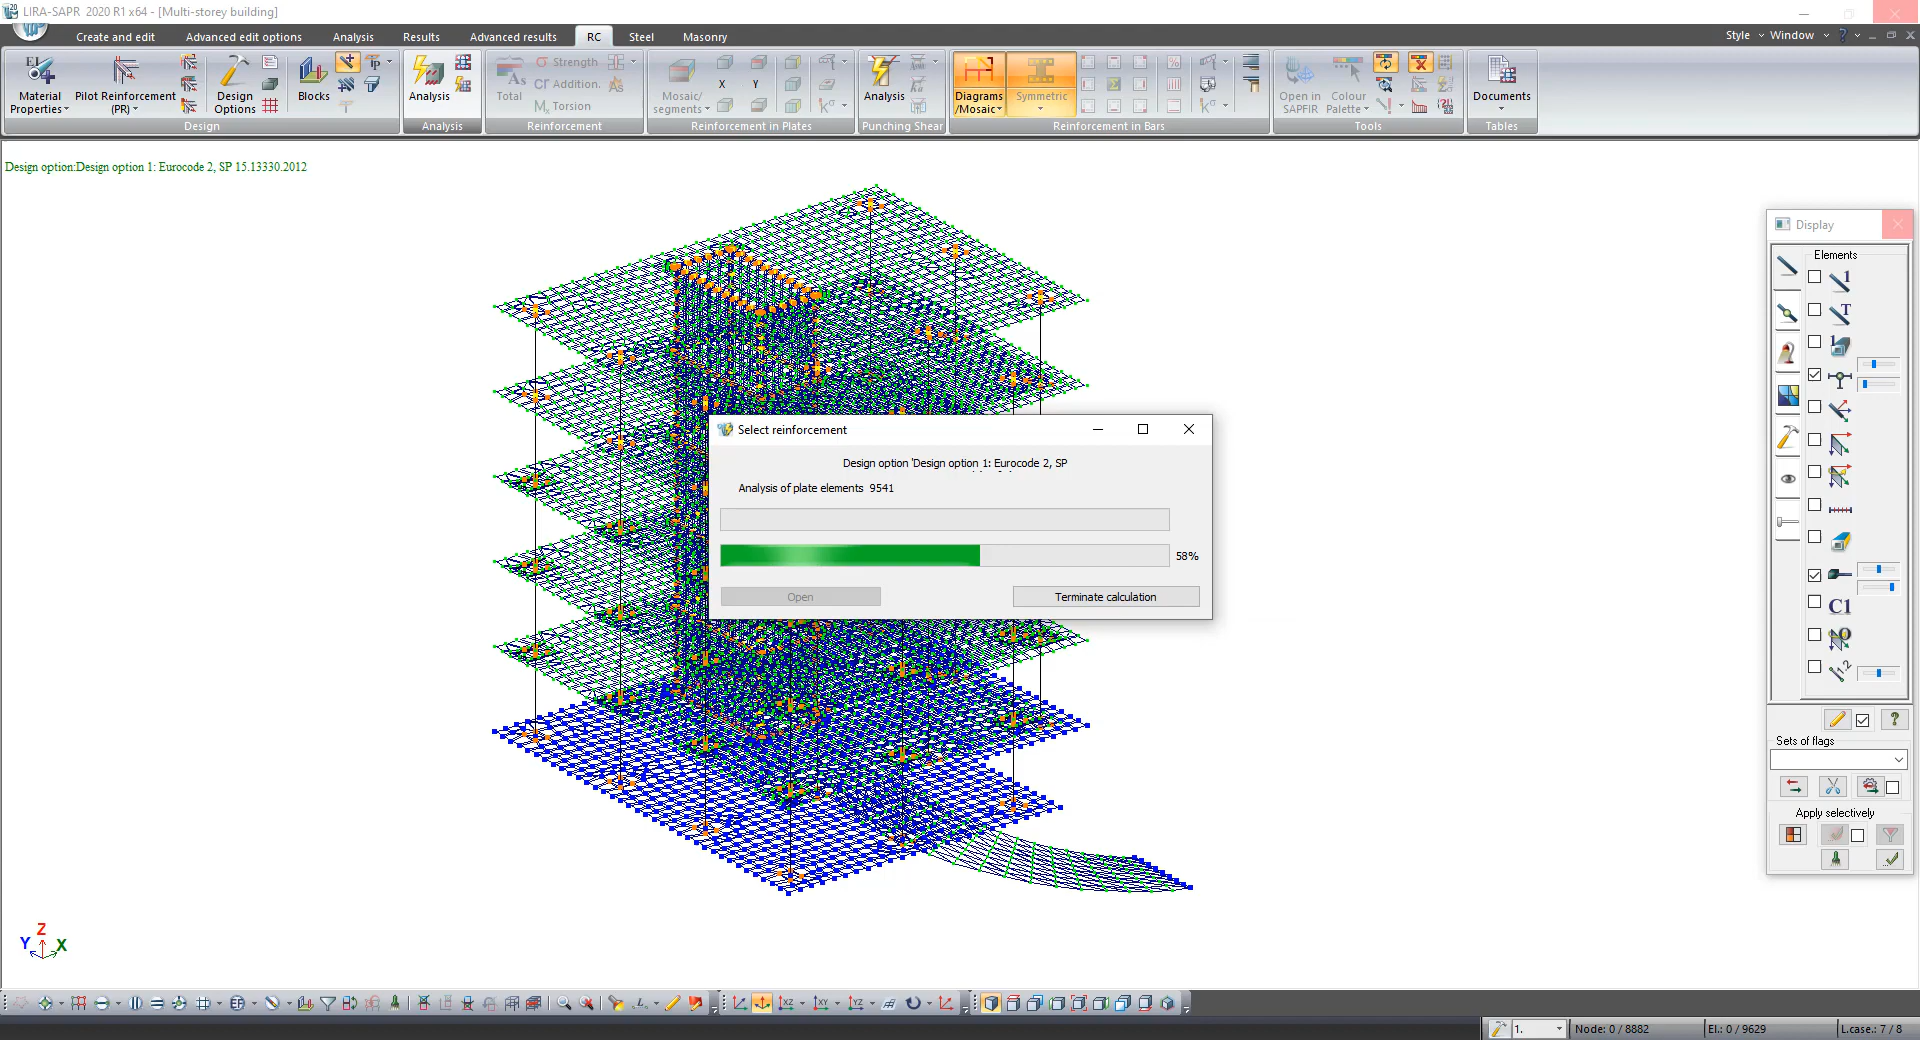 LIRA-SAPR 2020 R1 x64 - [Multi-storey building]
Create and edit Advanced edit options Analysis Results Advanced results RC Steel Masonry Style Window
Material Properties Pilot Reinforcement (PR) Design Options Blocks
Design
Analysis
Analysis
Total Strength Addition. Torsion
Reinforcement
Mosaic/ segments X Y
Reinforcement in Plates
Analysis
Punching Shear
Diagrams /Mosaic Symmetric
Reinforcement in Bars
Open in SAPFIR Colour Palette
Tools
Documents
Tables
Design option:Design option 1: Eurocode 2, SP 15.13330.2012
Select reinforcement
Design option 'Design option 1: Eurocode 2, SP
Analysis of plate elements 9541
58%
Open Terminate calculation
Display
Elements
C1
Sets of flags
Apply selectively
Z
Y X
1. Node: 0 / 8882 El.: 0 / 9629 L.case.: 7 / 8